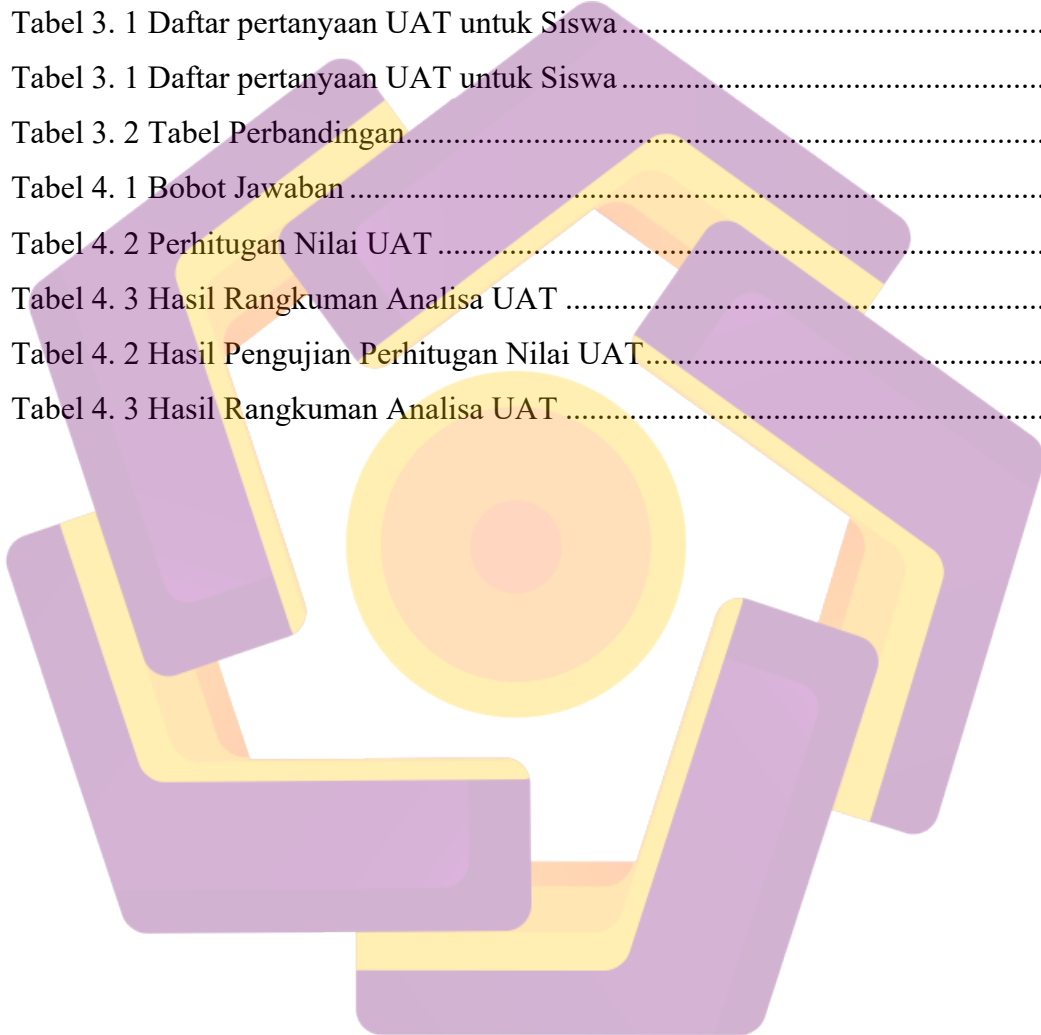 Tabel 3. 1 Daftar pertanyaan UAT untuk Siswa ....................................................
Tabel 3. 1 Daftar pertanyaan UAT untuk Siswa ....................................................
Tabel 3. 2 Tabel Perbandingan................................................................................
Tabel 4. 1 Bobot Jawaban .......................................................................................
Tabel 4. 2 Perhitugan Nilai UAT ............................................................................
Tabel 4. 3 Hasil Rangkuman Analisa UAT ...........................................................
Tabel 4. 2 Hasil Pengujian Perhitugan Nilai UAT..................................................
Tabel 4. 3 Hasil Rangkuman Analisa UAT ...........................................................